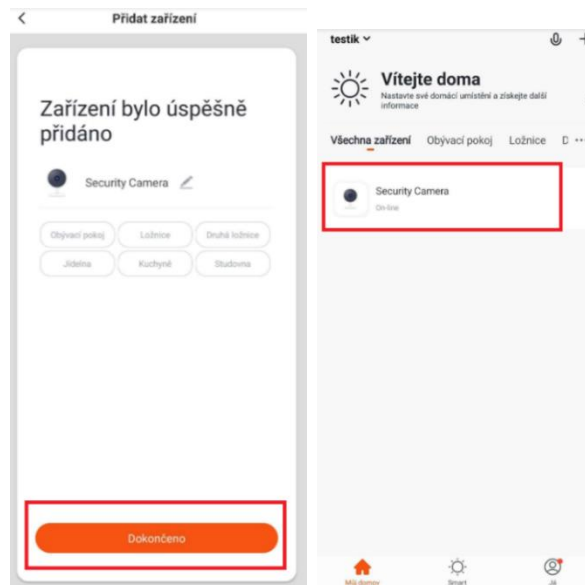 Přidat zařízení
Zařízení bylo úspěšně
přidáno
Security Camera
Obývací pokoj
Ložnice
Druhá ložnice
Jídelna
Kuchyně
Studovna
Dokončeno
testik
Vítejte doma
Nastavte své domácí umístění a získejte další
informace
Všechna zařízení Obývací pokoj Ložnice D ...
Security Camera
On-line
Můj domov
Smart
Já